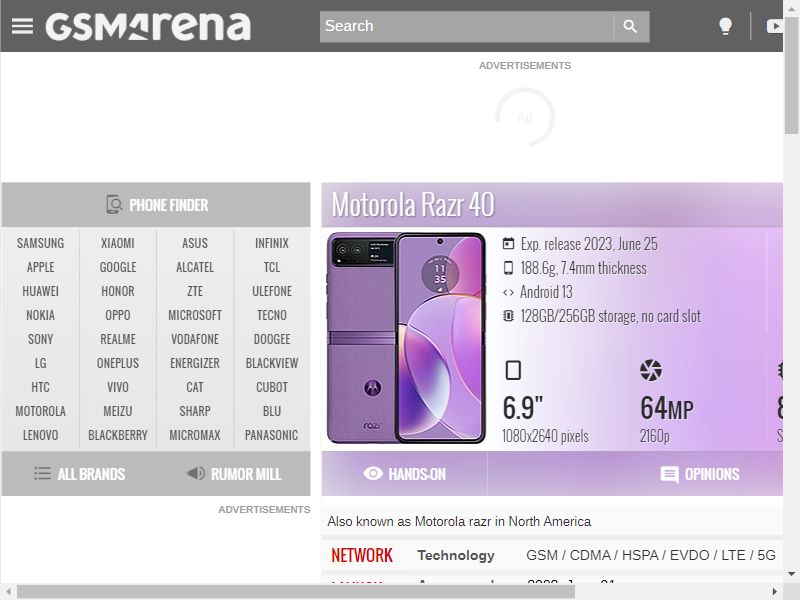 GSMArena
Search
ADVERTISEMENTS
Ad
PHONE FINDER
SAMSUNG XIAOMI ASUS INFINIX
APPLE GOOGLE ALCATEL TCL
HUAWEI HONOR ZTE ULEFONE
NOKIA OPPO MICROSOFT TECNO
SONY REALME VODAFONE DOOGEE
LG ONEPLUS ENERGIZER BLACKVIEW
HTC VIVO CAT CUBOT
MOTOROLA MEIZU SHARP BLU
LENOVO BLACKBERRY MICROMAX PANASONIC
ALL BRANDS RUMOR MILL
ADVERTISEMENTS
Motorola Razr 40
11
35
razr
Exp. release 2023, June 25
188.6g, 7.4mm thickness
Android 13
128GB/256GB storage, no card slot
6.9" 64MP
1080x2640 pixels 2160p
HANDS-ON OPINIONS
Also known as Motorola razr in North America
NETWORK Technology GSM / CDMA / HSPA / EVDO / LTE / 5G